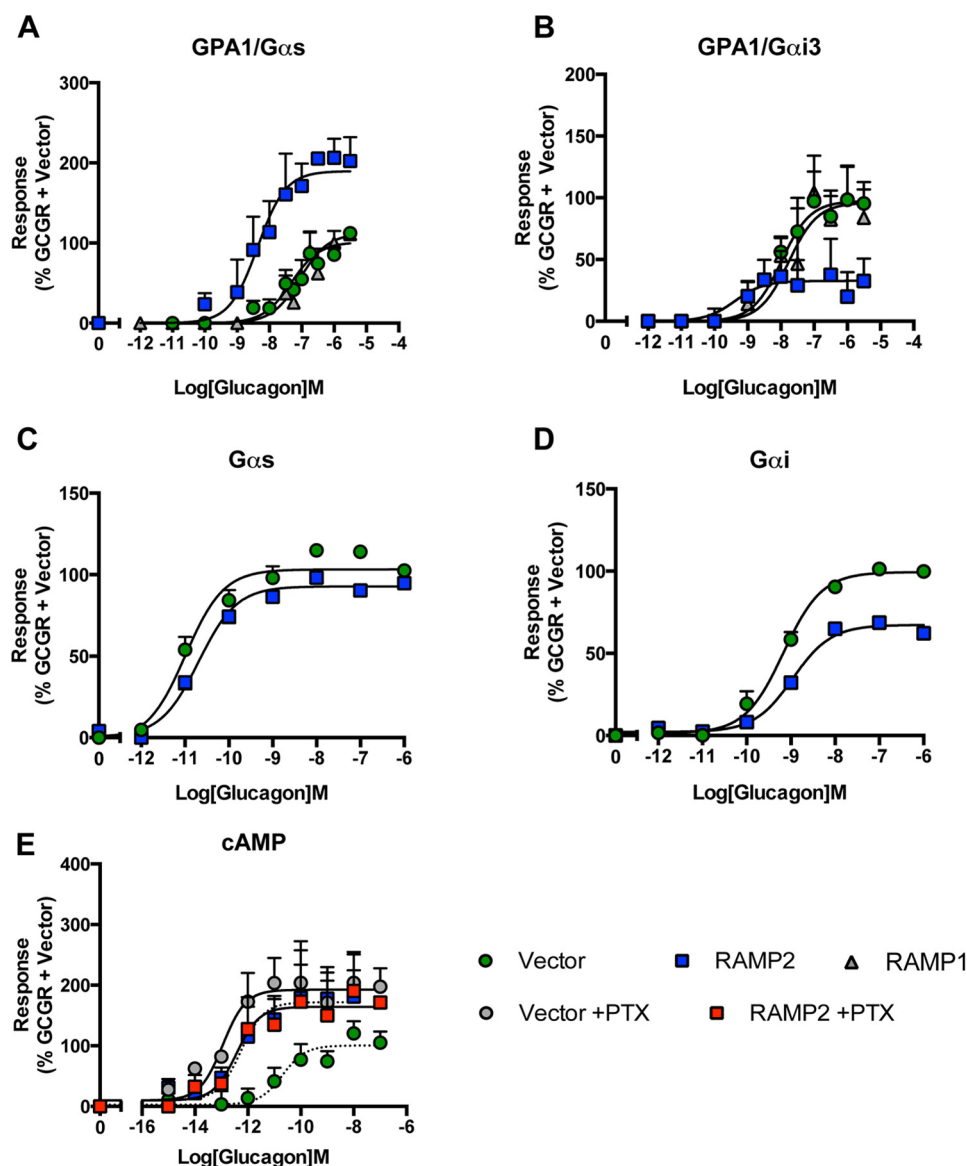 A
GPA1/Gαs
Response
(% GCGR + Vector)
300
200
100
0
0 -12 -11 -10 -9 -8 -7 -6 -5 -4
Log[Glucagon]M
B
GPA1/Gαi3
Response
(% GCGR + Vector)
200
150
100
50
0
0 -12 -11 -10 -9 -8 -7 -6 -5 -4
Log[Glucagon]M
C
Gαs
Response
(% GCGR + Vector)
150
100
50
0
0 -12 -11 -10 -9 -8 -7 -6
Log[Glucagon]M
D
Gαi
Response
(% GCGR + Vector)
150
100
50
0
0 -12 -11 -10 -9 -8 -7 -6
Log[Glucagon]M
E
cAMP
Response
(% GCGR + Vector)
400
300
200
100
0
0 -16 -14 -12 -10 -8 -6
Log[Glucagon]M
Vector RAMP2 RAMP1
Vector +PTX RAMP2 +PTX